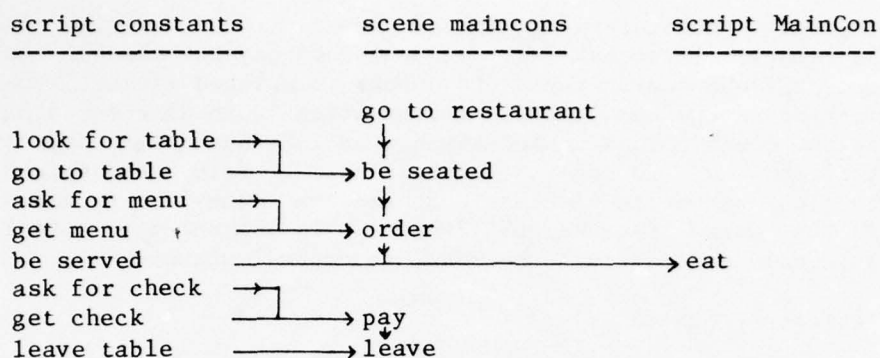 script constants scene maincons script MainCon
go to restaurant
look for table
go to table be seated
ask for menu
get menu order
be served eat
ask for check
get check pay
leave table leave